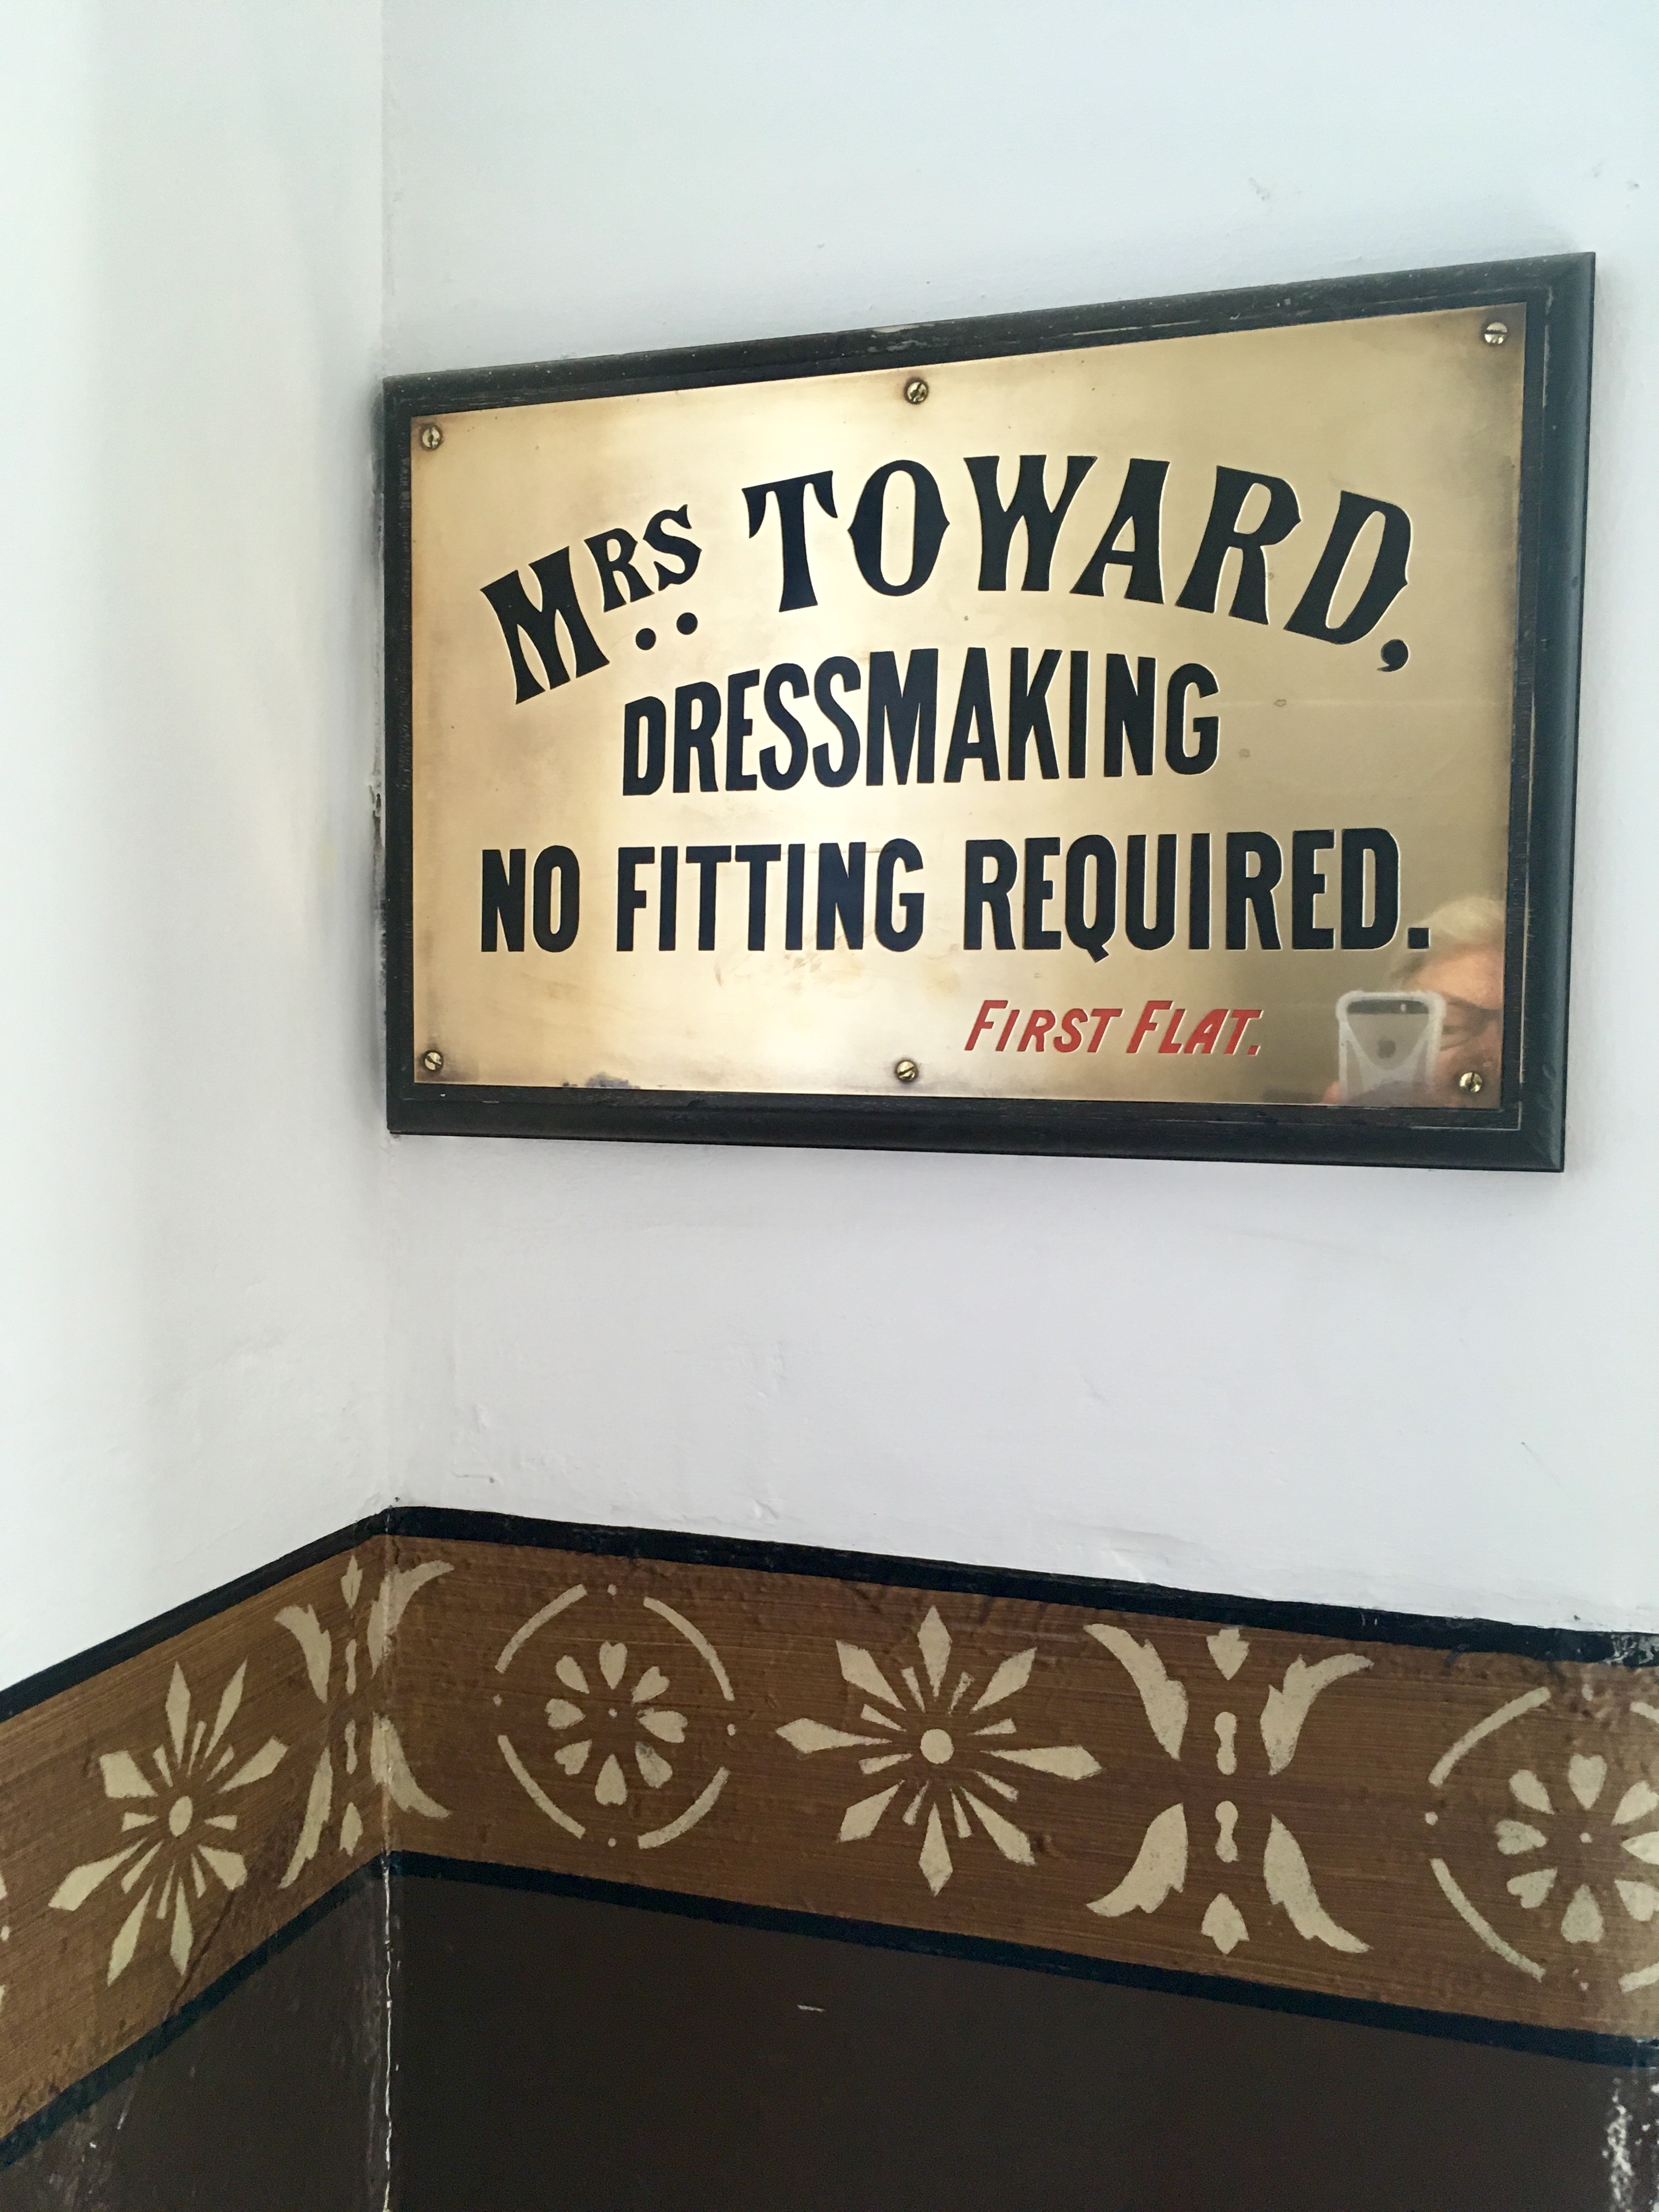 MRS TOWARD,
DRESSMAKING
NO FITTING REQUIRED.
FIRST FLAT.